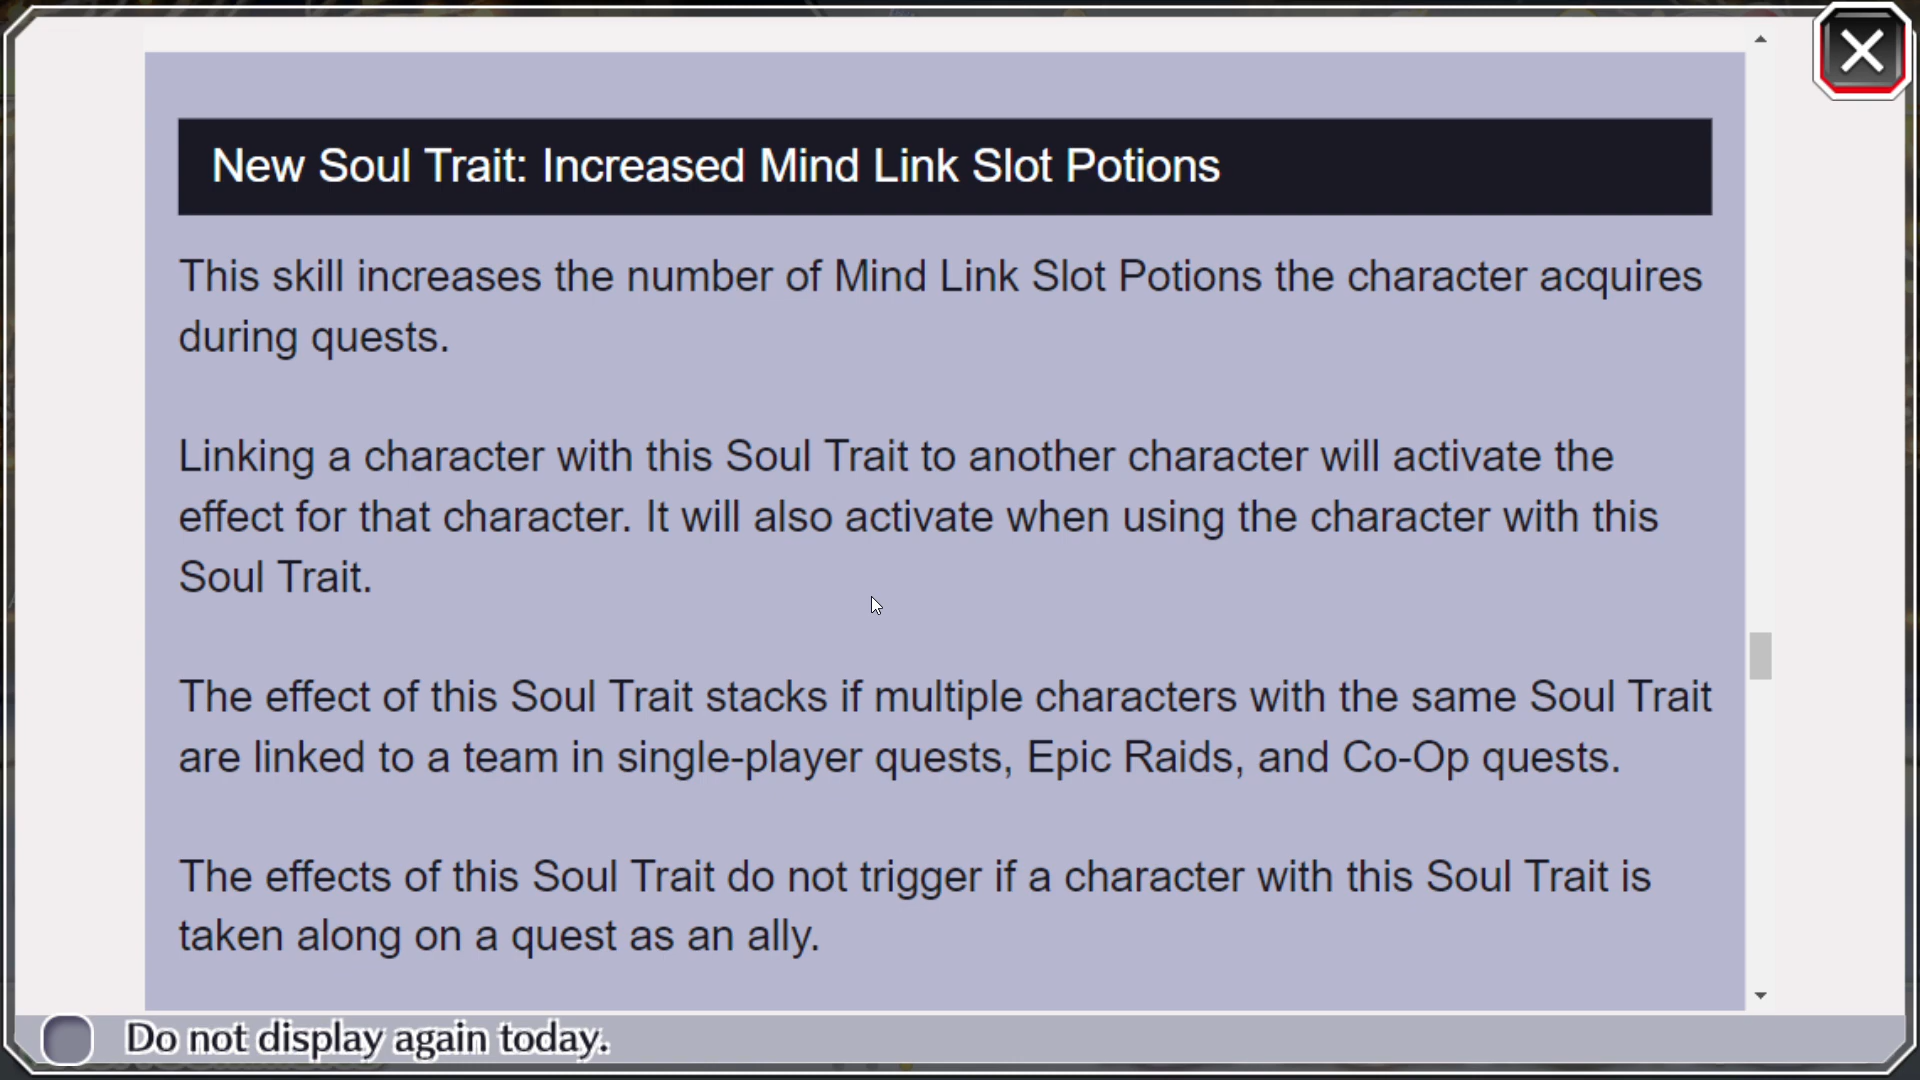 New Soul Trait: Increased Mind Link Slot Potions
This skill increases the number of Mind Link Slot Potions the character acquires
during quests.
Linking a character with this Soul Trait to another character will activate the
effect for that character. It will also activate when using the character with this
Soul Trait.
The effect of this Soul Trait stacks if multiple characters with the same Soul Trait
are linked to a team in single-player quests, Epic Raids, and Co-Op quests.
The effects of this Soul Trait do not trigger if a character with this Soul Trait is
taken along on a quest as an ally.
Do not display again today.